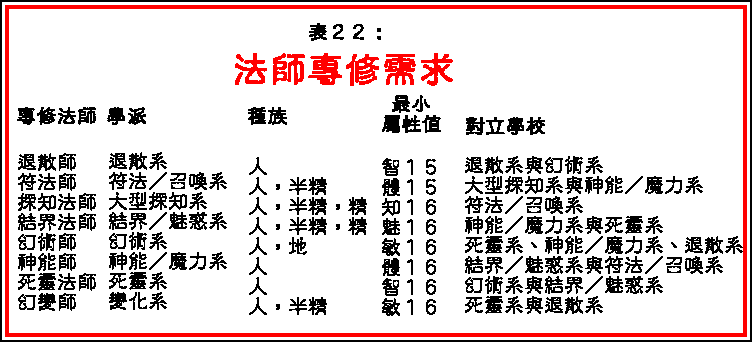 表２２：
法師專修需求
專修法師 學派 種族 最小屬性值 對立學校
退散師 退散系 人 智１５ 退散系與幻術系
符法師 符法／召喚系 人，半精 體１５ 大型探知系與神能／魔力系
探知法師 大型探知系 人，半精，精 知１６ 符法／召喚系
結界法師 結界／魅惑系 人，半精，精 魅１６ 神能／魔力系與死靈系
幻術師 幻術系 人，地 敏１６ 死靈系、神能／魔力系、退散系
神能師 神能／魔力系 人 體１６ 結界／魅惑系與符法／召喚系
死靈法師 死靈系 人 智１６ 幻術系與結界／魅惑系
幻變師 變化系 人，半精 敏１６ 死靈系與退散系